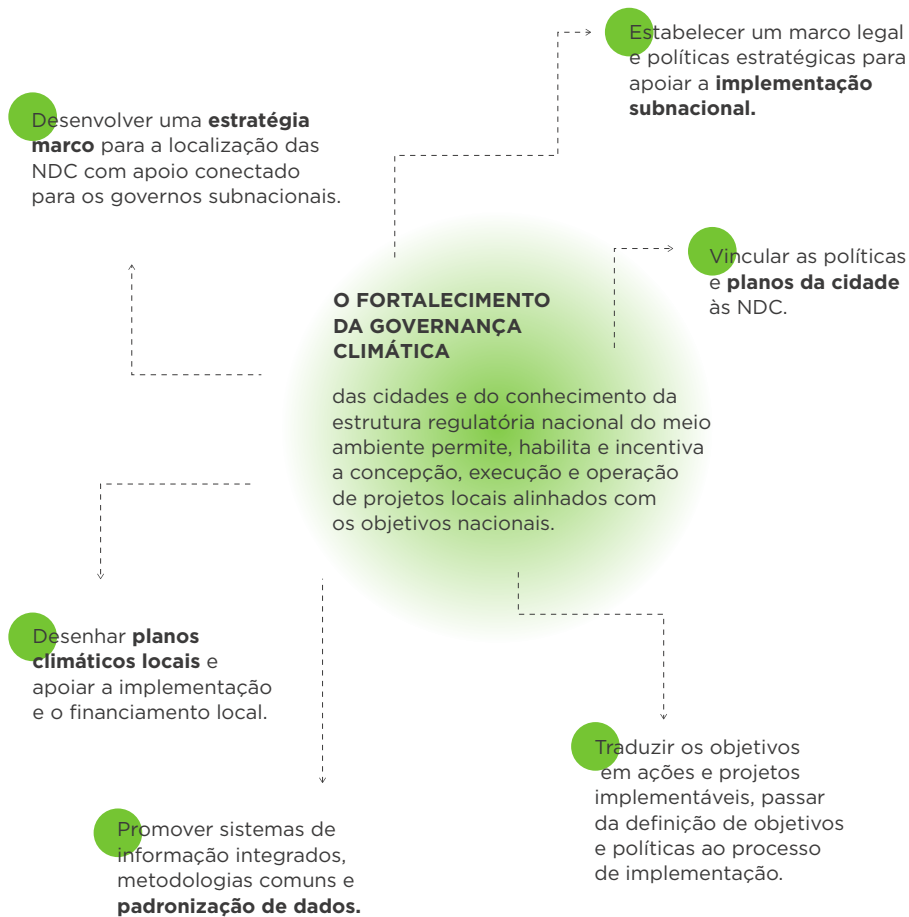 Estabelecer um marco legal
e políticas estratégicas para
apoiar a implementação
subnacional.
Desenvolver uma estratégia
marco para a localização das
NDC com apoio conectado
para os governos subnacionais.
Vincular as políticas
e planos da cidade
às NDC.
O FORTALECIMENTO
DA GOVERNANÇA
CLIMÁTICA
das cidades e do conhecimento da
estrutura regulatória nacional do meio
ambiente permite, habilita e incentiva
a concepção, execução e operação
de projetos locais alinhados com
os objetivos nacionais.
Desenhar planos
climáticos locais e
apoiar a implementação
e o financiamento local.
Traduzir os objetivos
em ações e projetos
implementáveis, passar
da definição de objetivos
e políticas ao processo
de implementação.
Promover sistemas de
informação integrados,
metodologias comuns e
padronização de dados.